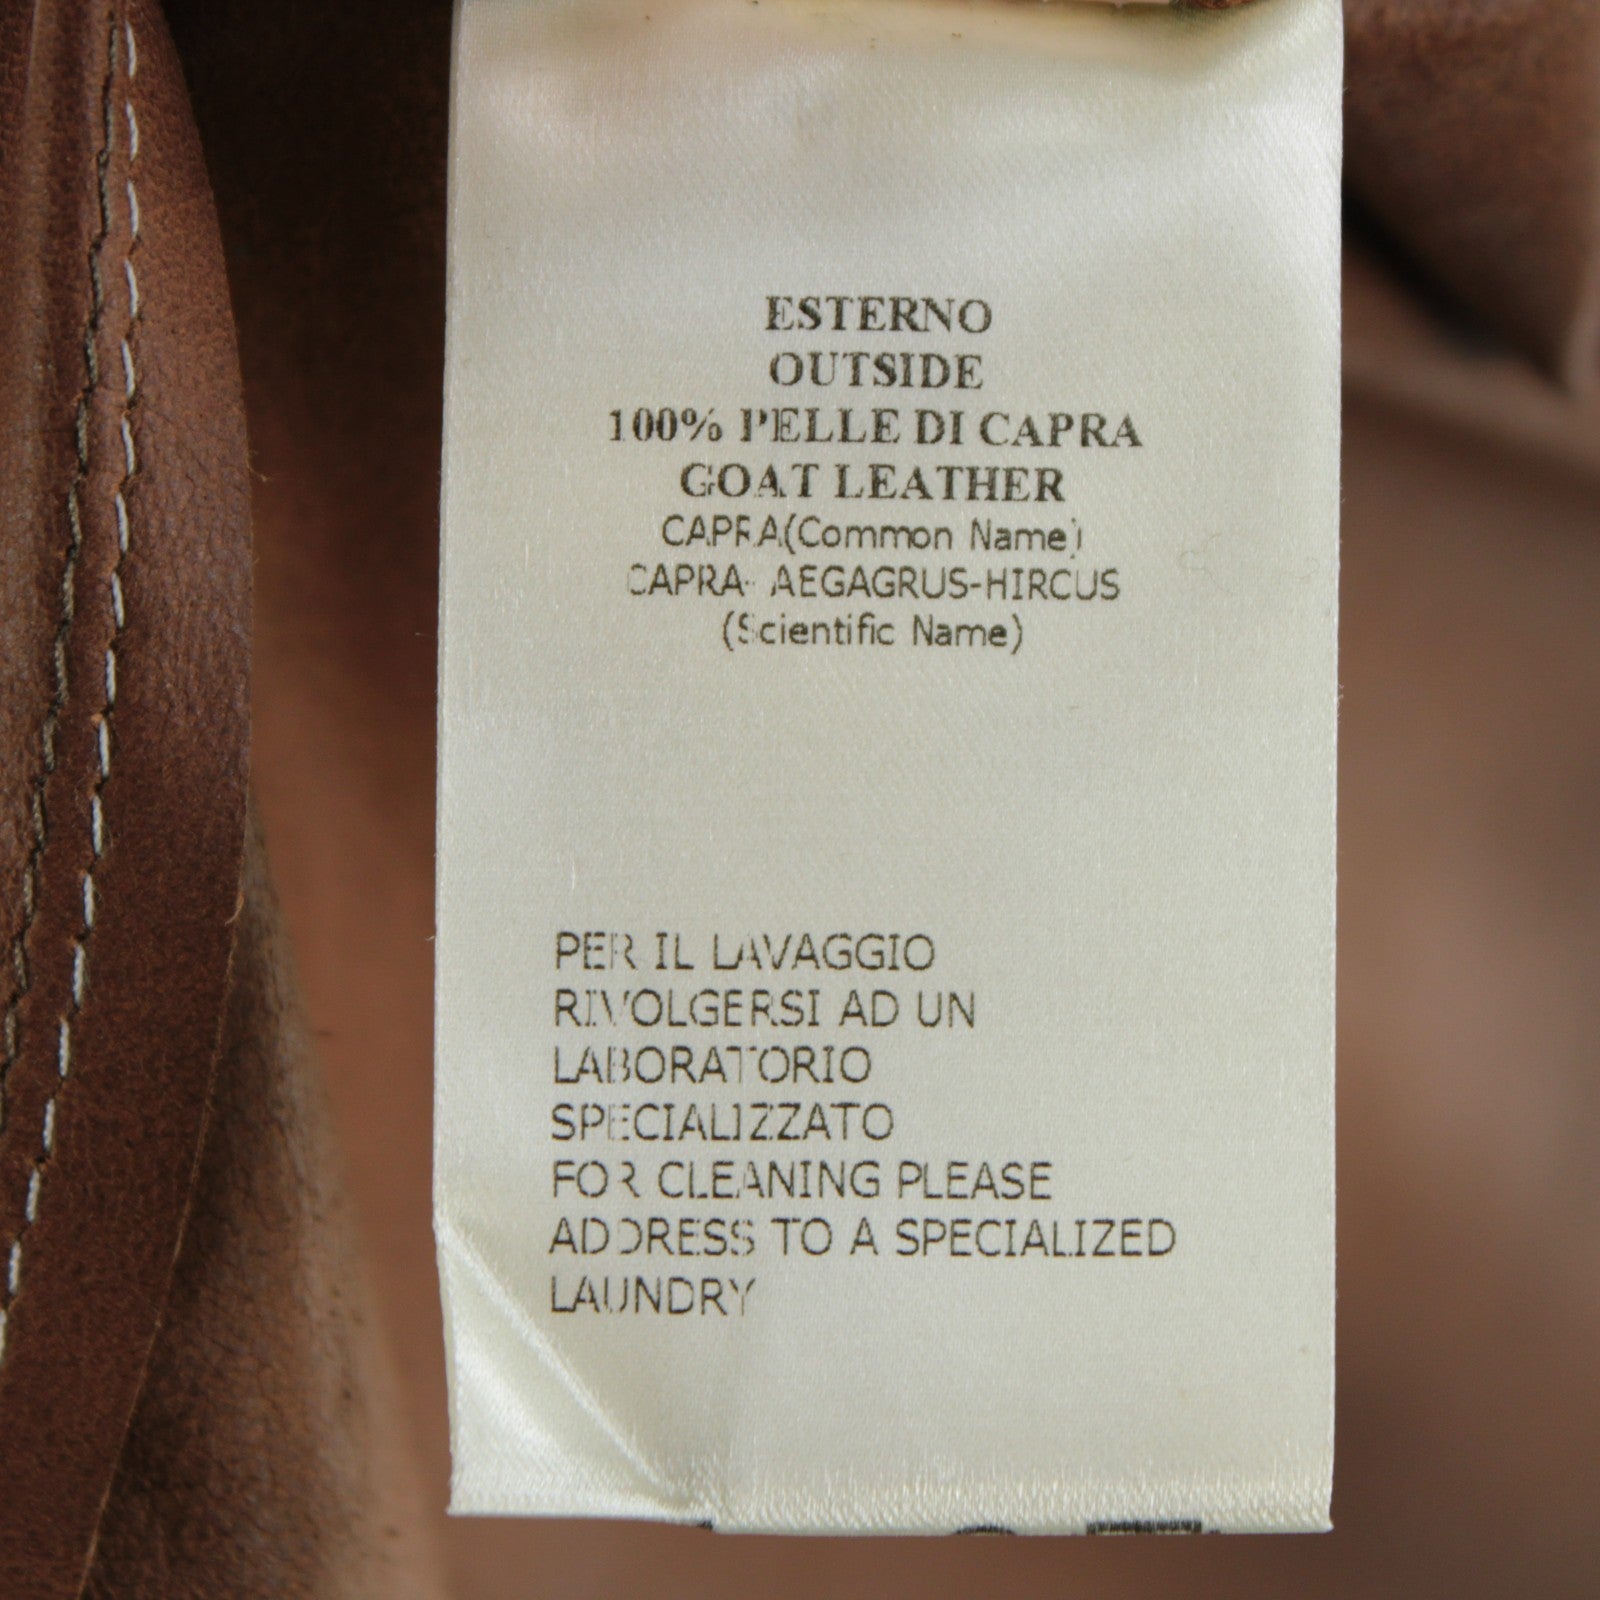 ESTERNO
OUTSIDE
100% PELLE DI CAPRA
GOAT LEATHER
CAPRA(Common Name)
CAPRA- AEGAGRUS-HIRCUS
(Scientific Name)
PER IL LAVAGGIO
RIVOLGERSI AD UN
LABORATORIO
SPECIALIZZATO
FOR CLEANING PLEASE
ADDRESS TO A SPECIALIZED
LAUNDRY